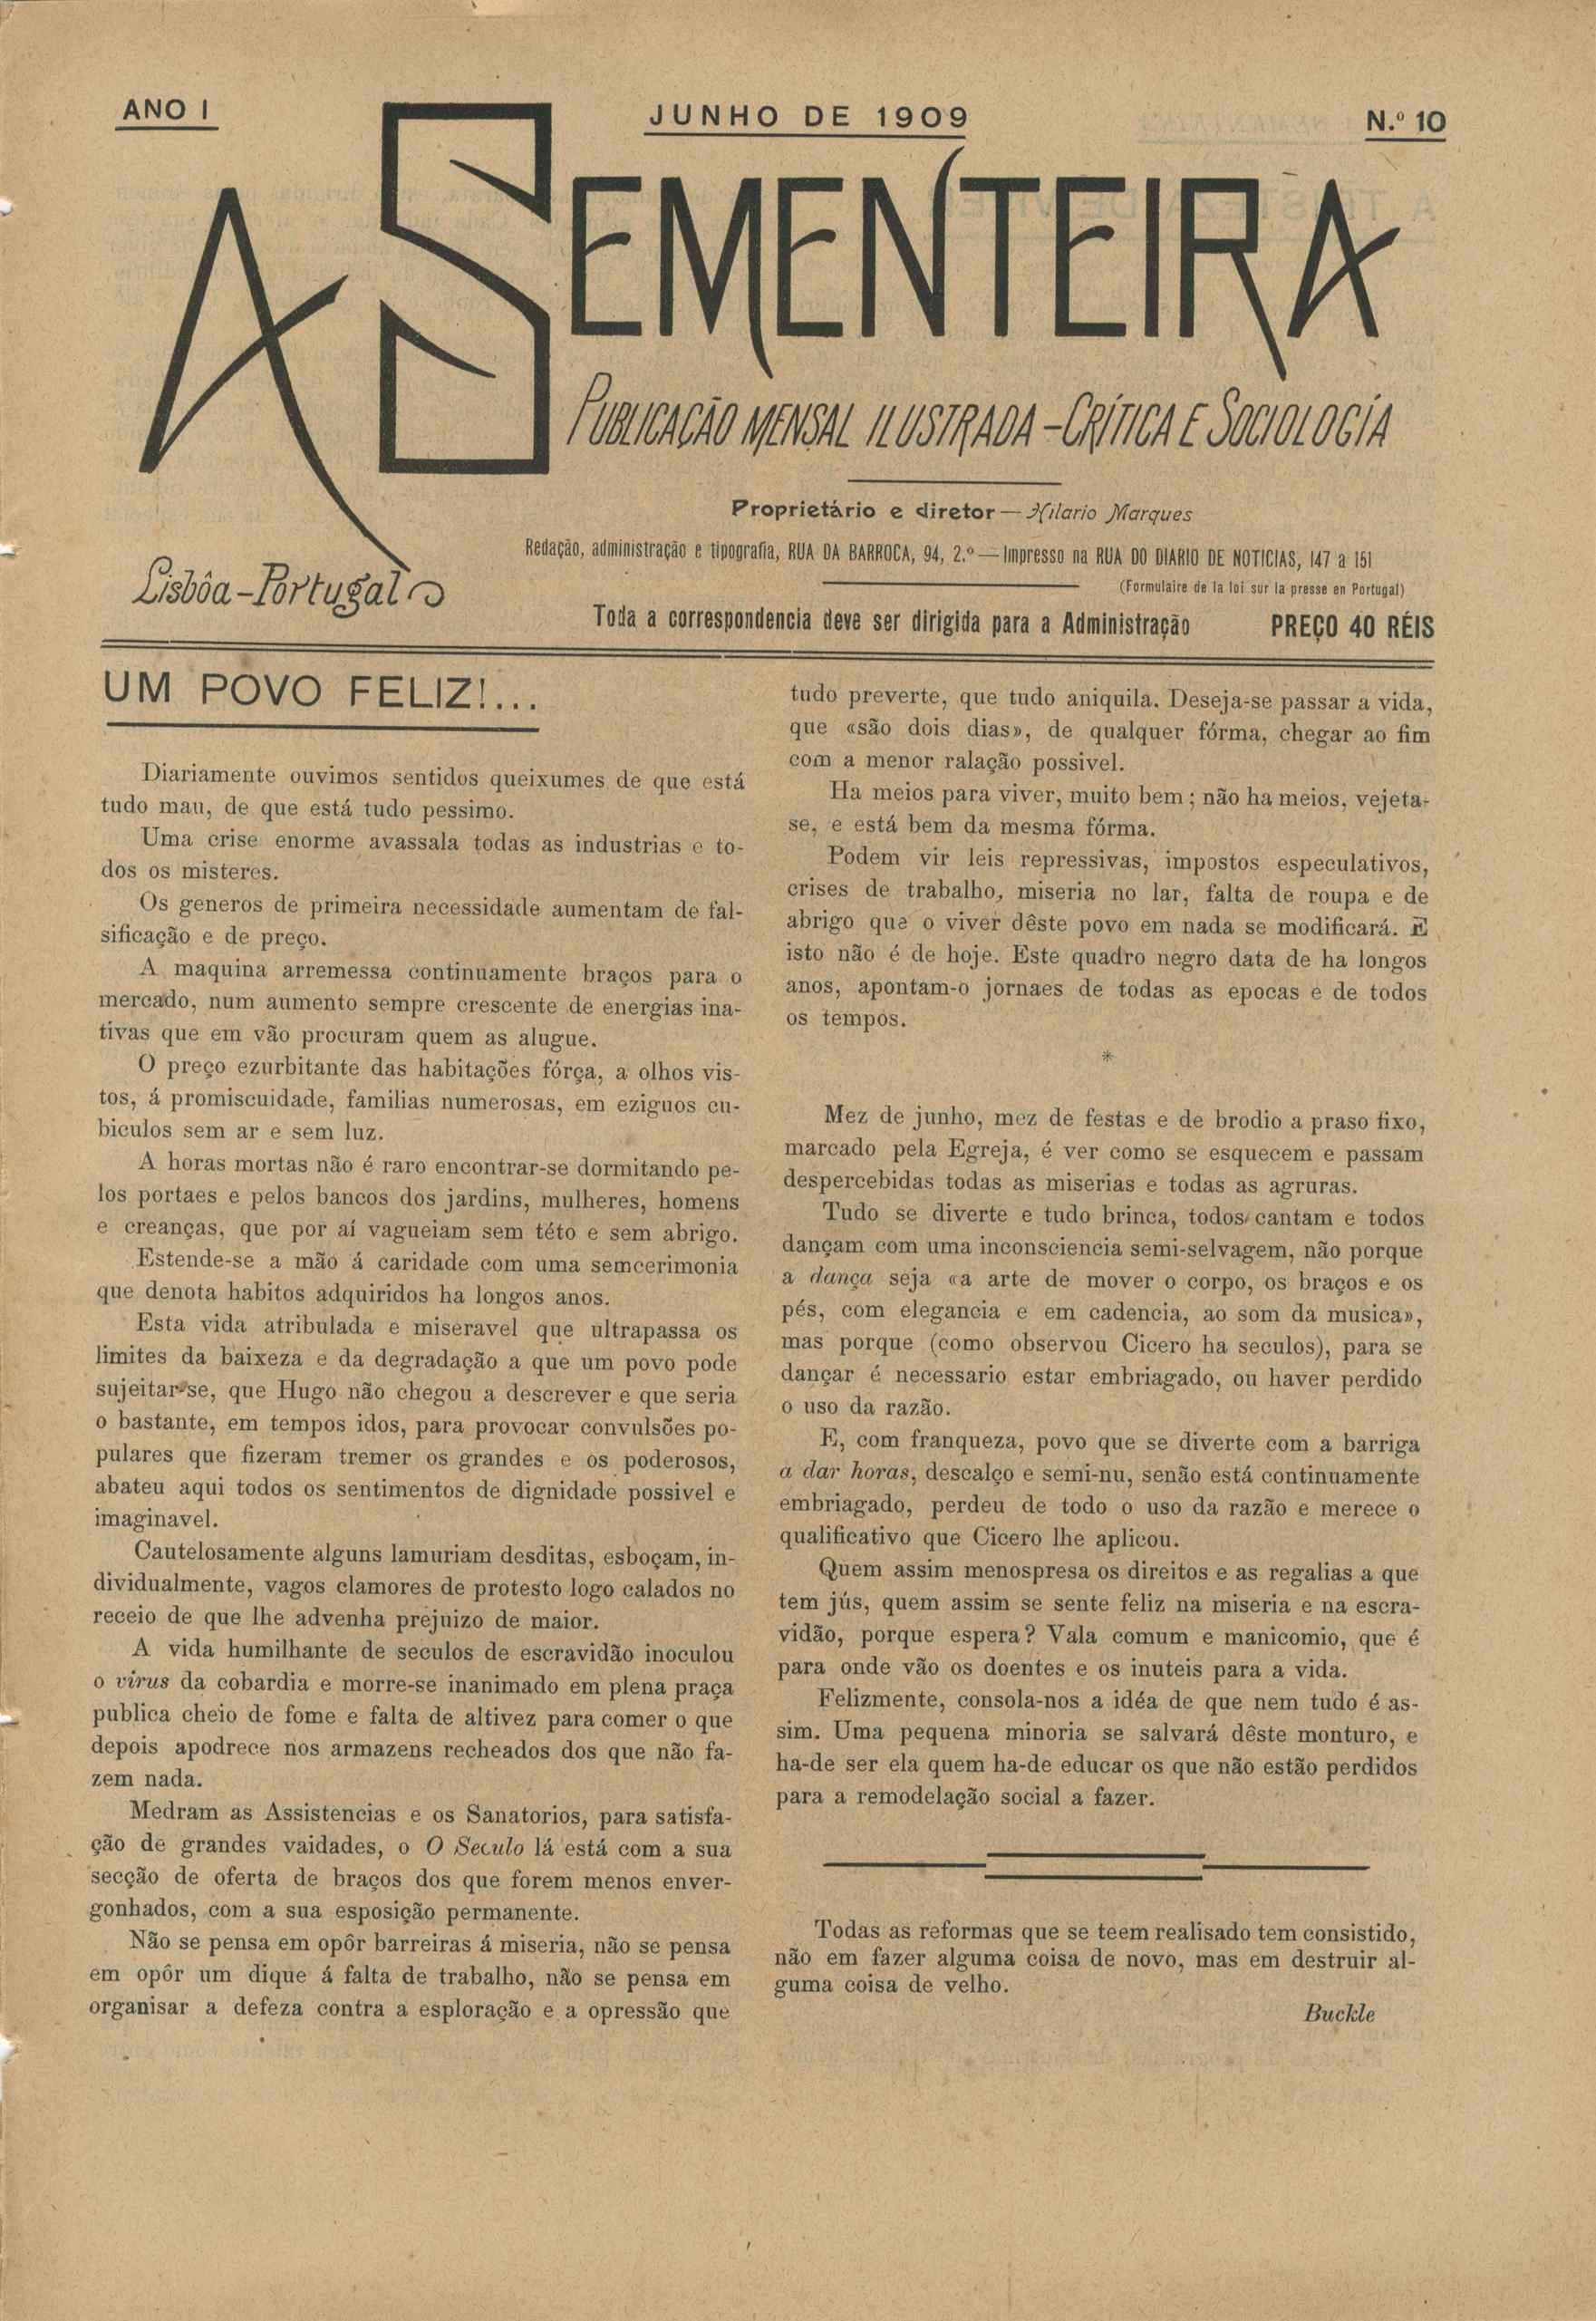 ANO I
JUNHO DE 1909
N.º 10
A SEMENTEIRA
PUBLICAÇÃO MENSAL ILUSTRADA – CRÍTICA E SOCIOLOGÍA
Proprietário e diretor — Hilario Marques
Redação, administração e tipografia, RUA DA BARROCA, 94, 2.º — Impresso na RUA DO DIARIO DE NOTICIAS, 147 a 151
(Formulaire de la loi sur la presse en Portugal)
Lisbôa – Portugal
Toda a correspondencia deve ser dirigida para a Administração
PREÇO 40 RÉIS
UM POVO FELIZ!...
Diariamente ouvimos sentidos queixumes de que está
tudo mau, de que está tudo pessimo.
Uma crise enorme avassala todas as industrias e to-
dos os misteres.
Os generos de primeira necessidade aumentam de fal-
sificação e de preço.
A maquina arremessa continuamente braços para o
mercado, num aumento sempre crescente de energias ina-
tivas que em vão procuram quem as alugue.
O preço ezurbitante das habitações fórça, a olhos vis-
tos, á promiscuidade, familias numerosas, em eziguos cu-
biculos sem ar e sem luz.
A horas mortas não é raro encontrar-se dormitando pe-
los portaes e pelos bancos dos jardins, mulheres, homens
e creanças, que por aí vagueiam sem této e sem abrigo.
Estende-se a mão á caridade com uma semcerimonia
que denota habitos adquiridos ha longos anos.
Esta vida atribulada e miseravel que ultrapassa os
limites da baixeza e da degradação a que um povo pode
sujeitar-se, que Hugo não chegou a descrever e que seria
o bastante, em tempos idos, para provocar convulsões po-
pulares que fizeram tremer os grandes e os poderosos,
abateu aqui todos os sentimentos de dignidade possivel e
imaginavel.
Cautelosamente alguns lamuriam desditas, esboçam, in-
dividualmente, vagos clamores de protesto logo calados no
receio de que lhe advenha prejuizo de maior.
A vida humilhante de seculos de escravidão inoculou
o virus da cobardia e morre-se inanimado em plena praça
publica cheio de fome e falta de altivez para comer o que
depois apodrece nos armazens recheados dos que não fa-
zem nada.
Medram as Assistencias e os Sanatorios, para satisfa-
ção de grandes vaidades, o O Seculo lá está com a sua
secção de oferta de braços dos que forem menos enver-
gonhados, com a sua esposição permanente.
Não se pensa em opôr barreiras á miseria, não se pensa
em opôr um dique á falta de trabalho, não se pensa em
organisar a defeza contra a esploração e a opressão que
tudo preverte, que tudo aniquila. Deseja-se passar a vida,
que «são dois dias», de qualquer fórma, chegar ao fim
com a menor ralação possivel.
Ha meios para viver, muito bem; não ha meios, vejeta-
se, e está bem da mesma fórma.
Podem vir leis repressivas, impostos especulativos,
crises de trabalho, miseria no lar, falta de roupa e de
abrigo que o viver dêste povo em nada se modificará. E
isto não é de hoje. Este quadro negro data de ha longos
anos, apontam-o jornaes de todas as epocas e de todos
os tempos.
*
Mez de junho, mez de festas e de brodio a praso fixo,
marcado pela Egreja, é ver como se esquecem e passam
despercebidas todas as miserias e todas as agruras.
Tudo se diverte e tudo brinca, todos cantam e todos
dançam com uma inconsciencia semi-selvagem, não porque
a dança seja «a arte de mover o corpo, os braços e os
pés, com elegancia e em cadencia, ao som da musica»,
mas porque (como observou Cicero ha seculos), para se
dançar é necessario estar embriagado, ou haver perdido
o uso da razão.
E, com franqueza, povo que se diverte com a barriga
a dar horas, descalço e semi-nu, senão está continuamente
embriagado, perdeu de todo o uso da razão e merece o
qualificativo que Cicero lhe aplicou.
Quem assim menospresa os direitos e as regalias a que
tem jús, quem assim se sente feliz na miseria e na escra-
vidão, porque espera? Vala comum e manicomio, que é
para onde vão os doentes e os inuteis para a vida.
Felizmente, consola-nos a idéa de que nem tudo é as-
sim. Uma pequena minoria se salvará dêste monturo, e
ha-de ser ela quem ha-de educar os que não estão perdidos
para a remodelação social a fazer.
Todas as reformas que se teem realisado tem consistido,
não em fazer alguma coisa de novo, mas em destruir al-
guma coisa de velho.
Buckle